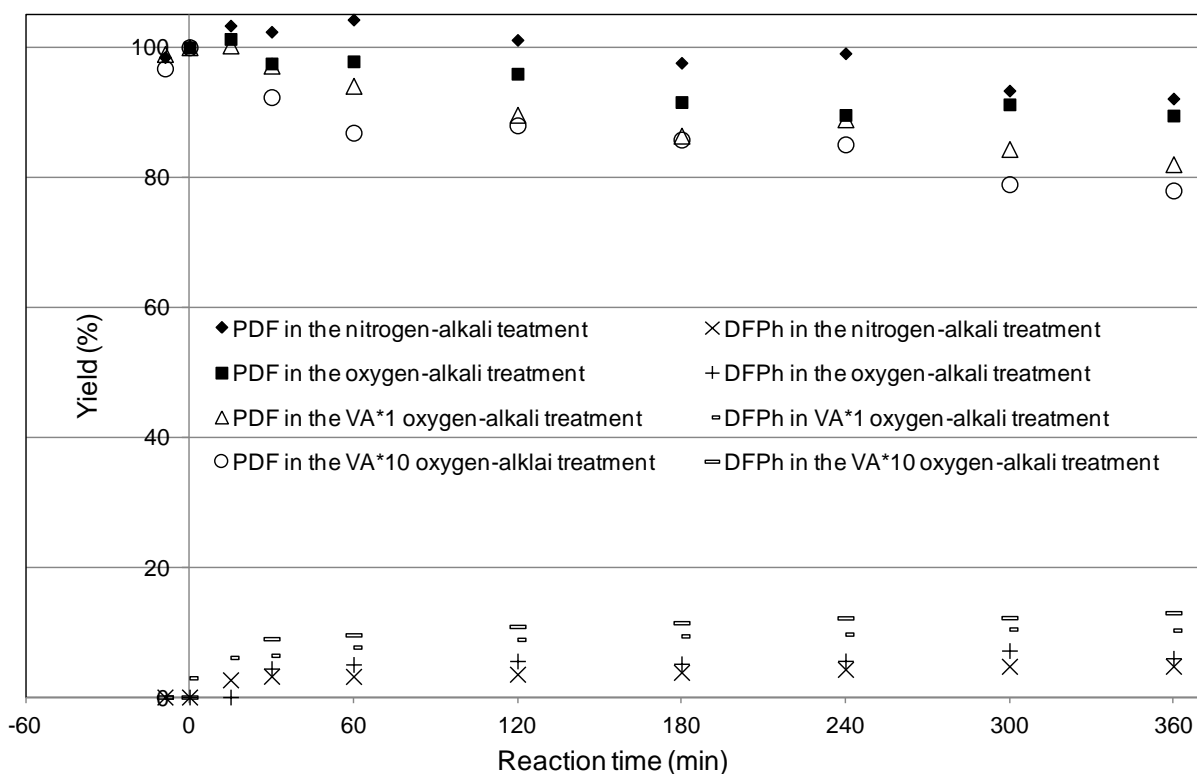 100
80
60
40
20
0
Yield (%)
PDF in the nitrogen-alkali teatment
DFPh in the nitrogen-alkali treatment
PDF in the oxygen-alkali treatment
DFPh in the oxygen-alkali treatment
PDF in the VA*1 oxygen-alkali treatment
DFPh in VA*1 oxygen-alkali treatment
PDF in the VA*10 oxygen-alklai treatment
DFPh in the VA*10 oxygen-alkali treatment
-60 0 60 120 180 240 300 360
Reaction time (min)